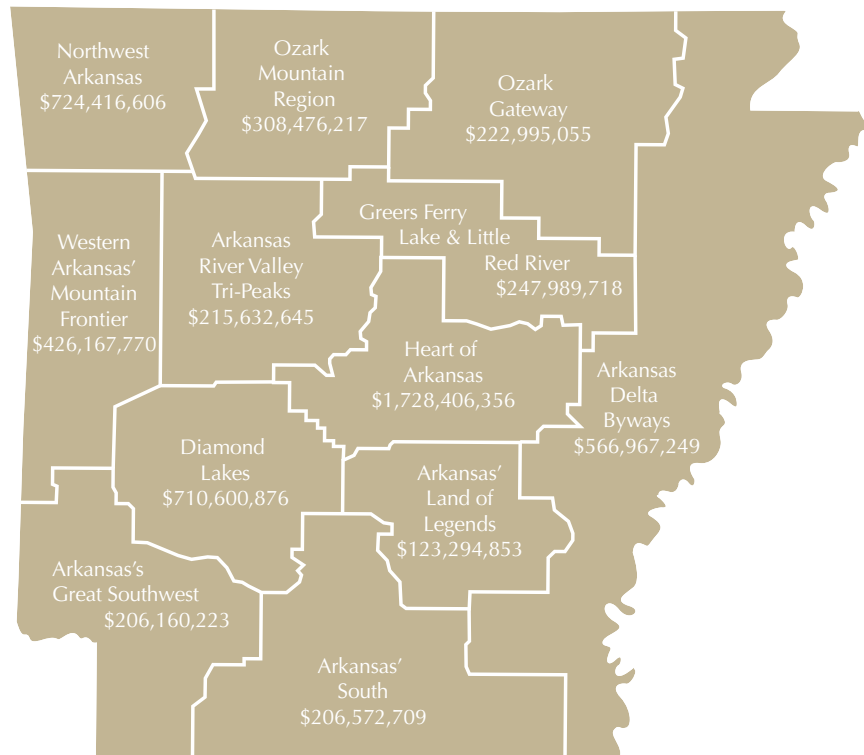 Northwest
Arkansas
$724,416,606
Ozark
Mountain
Region
$308,476,217
Ozark
Gateway
$222,995,055
Western
Arkansas’
Mountain
Frontier
$426,167,770
Arkansas
River Valley
Tri-Peaks
$215,632,645
Greers Ferry
Lake & Little
Red River
$247,989,718
Heart of
Arkansas
$1,728,406,356
Arkansas
Delta
Byways
$566,967,249
Diamond
Lakes
$710,600,876
Arkansas’
Land of
Legends
$123,294,853
Arkansas’s
Great Southwest
$206,160,223
Arkansas’
South
$206,572,709